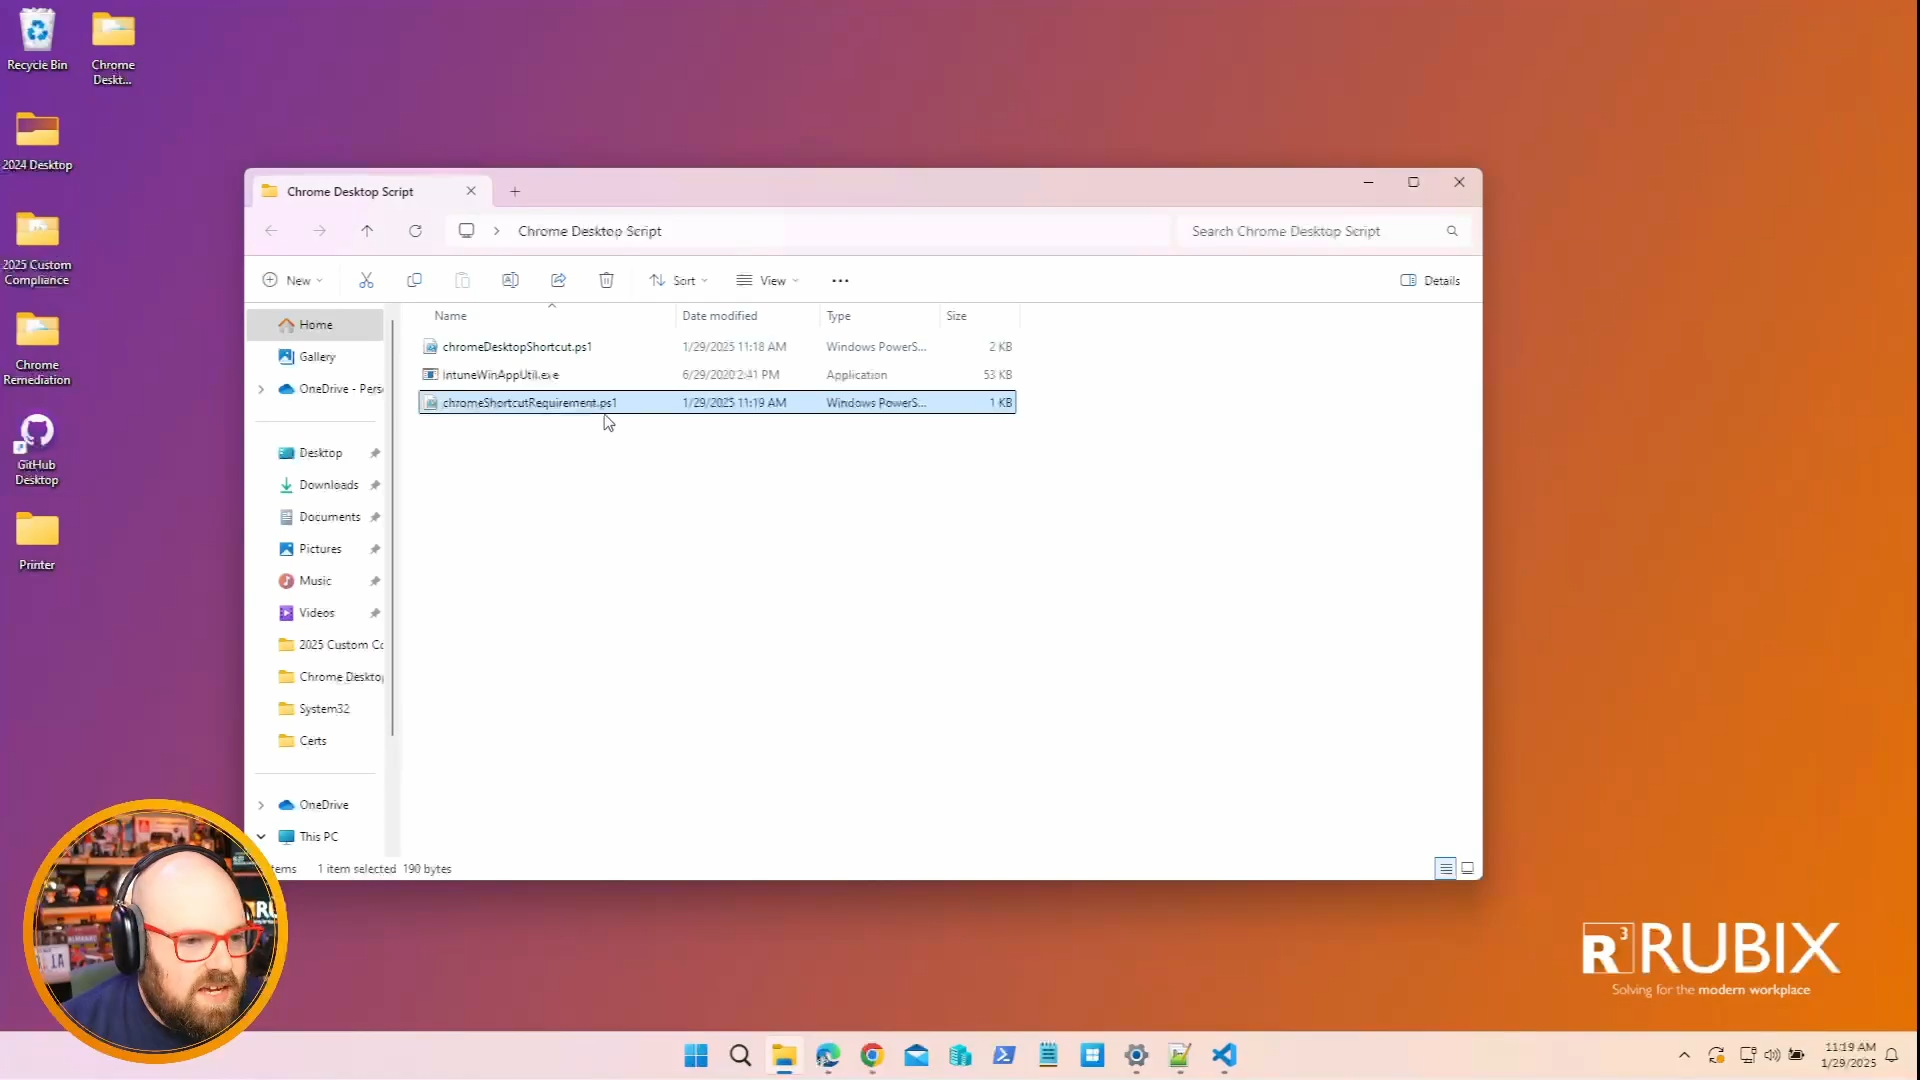 Recycle Bin
Chrome
Deskt...
2024 Desktop
2025 Custom
Compliance
Chrome
Remediation
GitHub
Desktop
Printer
Chrome Desktop Script
Chrome Desktop Script
Search Chrome Desktop Script
New
Sort
View
Details
Name
Date modified
Type
Size
chromeDesktopShortcut.ps1
1/29/2025 11:18 AM
Windows PowerS...
2 KB
IntuneWinAppUtil.exe
6/29/2020 2:41 PM
Application
53 KB
chromeShortcutRequirement.ps1
1/29/2025 11:19 AM
Windows PowerS...
1 KB
Home
Gallery
OneDrive - Pers
Desktop
Downloads
Documents
Pictures
Music
Videos
2025 Custom Co
Chrome Desktop
System32
Certs
OneDrive
This PC
tems
1 item selected 190 bytes
R3 RUBIX
Solving for the modern workplace
11:19 AM
1/29/2025